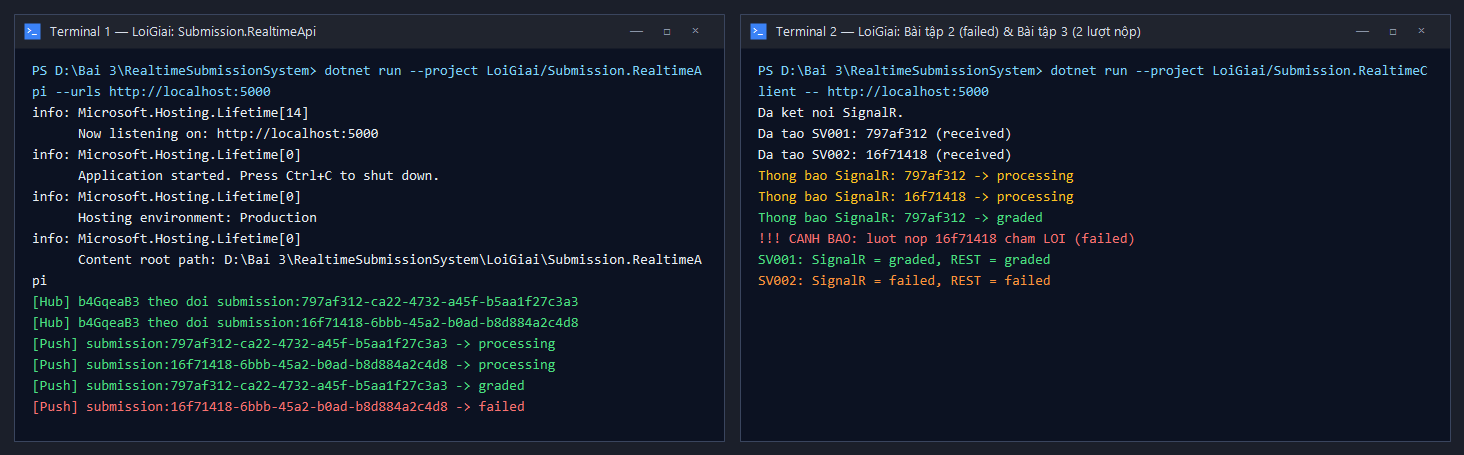 Terminal 1 — LoiGiai: Submission.RealtimeApi
PS D:\Bai 3\RealtimeSubmissionSystem> dotnet run --project LoiGiai/Submission.RealtimeA
pi --urls http://localhost:5000
info: Microsoft.Hosting.Lifetime[14]
      Now listening on: http://localhost:5000
info: Microsoft.Hosting.Lifetime[0]
      Application started. Press Ctrl+C to shut down.
info: Microsoft.Hosting.Lifetime[0]
      Hosting environment: Production
info: Microsoft.Hosting.Lifetime[0]
      Content root path: D:\Bai 3\RealtimeSubmissionSystem\LoiGiai\Submission.RealtimeA
pi
[Hub] b4GqeaB3 theo doi submission:797af312-ca22-4732-a45f-b5aa1f27c3a3
[Hub] b4GqeaB3 theo doi submission:16f71418-6bbb-45a2-b0ad-b8d884a2c4d8
[Push] submission:797af312-ca22-4732-a45f-b5aa1f27c3a3 -> processing
[Push] submission:16f71418-6bbb-45a2-b0ad-b8d884a2c4d8 -> processing
[Push] submission:797af312-ca22-4732-a45f-b5aa1f27c3a3 -> graded
[Push] submission:16f71418-6bbb-45a2-b0ad-b8d884a2c4d8 -> failed
Terminal 2 — LoiGiai: Bài tập 2 (failed) & Bài tập 3 (2 lượt nộp)
PS D:\Bai 3\RealtimeSubmissionSystem> dotnet run --project LoiGiai/Submission.RealtimeC
lient -- http://localhost:5000
Da ket noi SignalR.
Da tao SV001: 797af312 (received)
Da tao SV002: 16f71418 (received)
Thong bao SignalR: 797af312 -> processing
Thong bao SignalR: 16f71418 -> processing
Thong bao SignalR: 797af312 -> graded
!!! CANH BAO: luot nop 16f71418 cham LOI (failed)
SV001: SignalR = graded, REST = graded
SV002: SignalR = failed, REST = failed